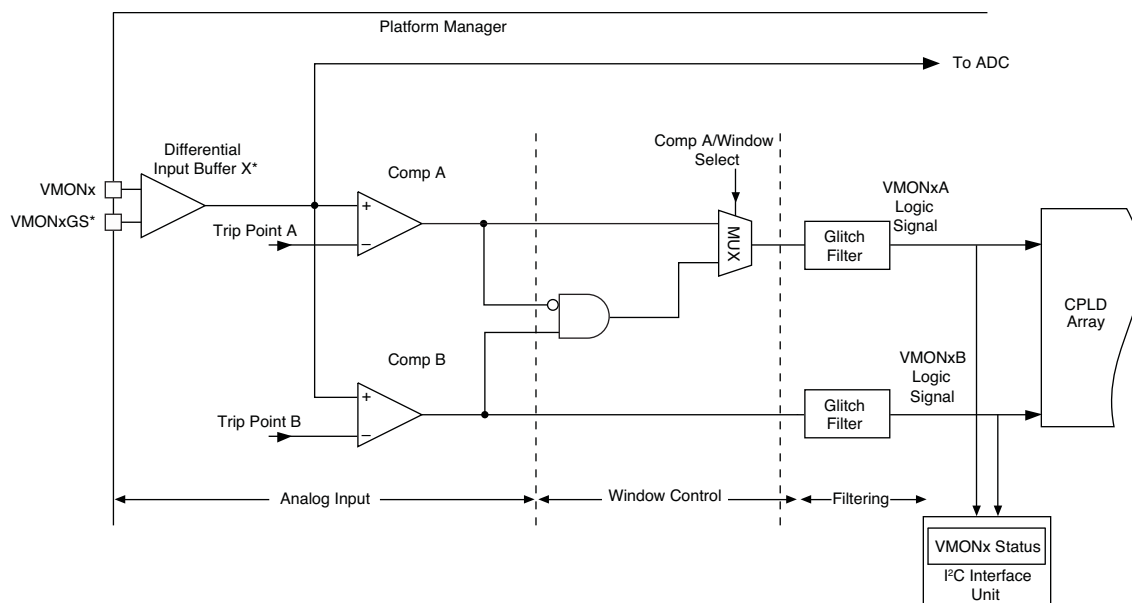 Platform Manager
To ADC
Differential
Input Buffer X*
Comp A/Window
Select
Comp A
VMONx
VMONxGS*
VMONxA
Logic
Signal
Trip Point A
+
–
MUX
Glitch
Filter
CPLD
Array
Comp B
VMONxB
Logic
Signal
+
–
Trip Point B
Glitch
Filter
Analog Input
Window Control
Filtering
VMONx Status
I²C Interface
Unit